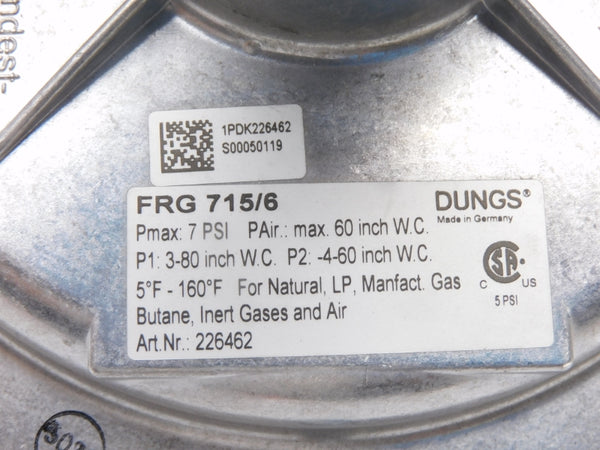 1PDK226462
S00050119
FRG 715/6
DUNGS®
Made in Germany
Pmax: 7 PSI PAir.: max. 60 inch W.C.
P1: 3-80 inch W.C. P2: -4-60 inch W.C.
5°F - 160°F For Natural, LP, Manfact. Gas
Butane, Inert Gases and Air
Art.Nr.: 226462
C SA US
5 PSI
ndest-